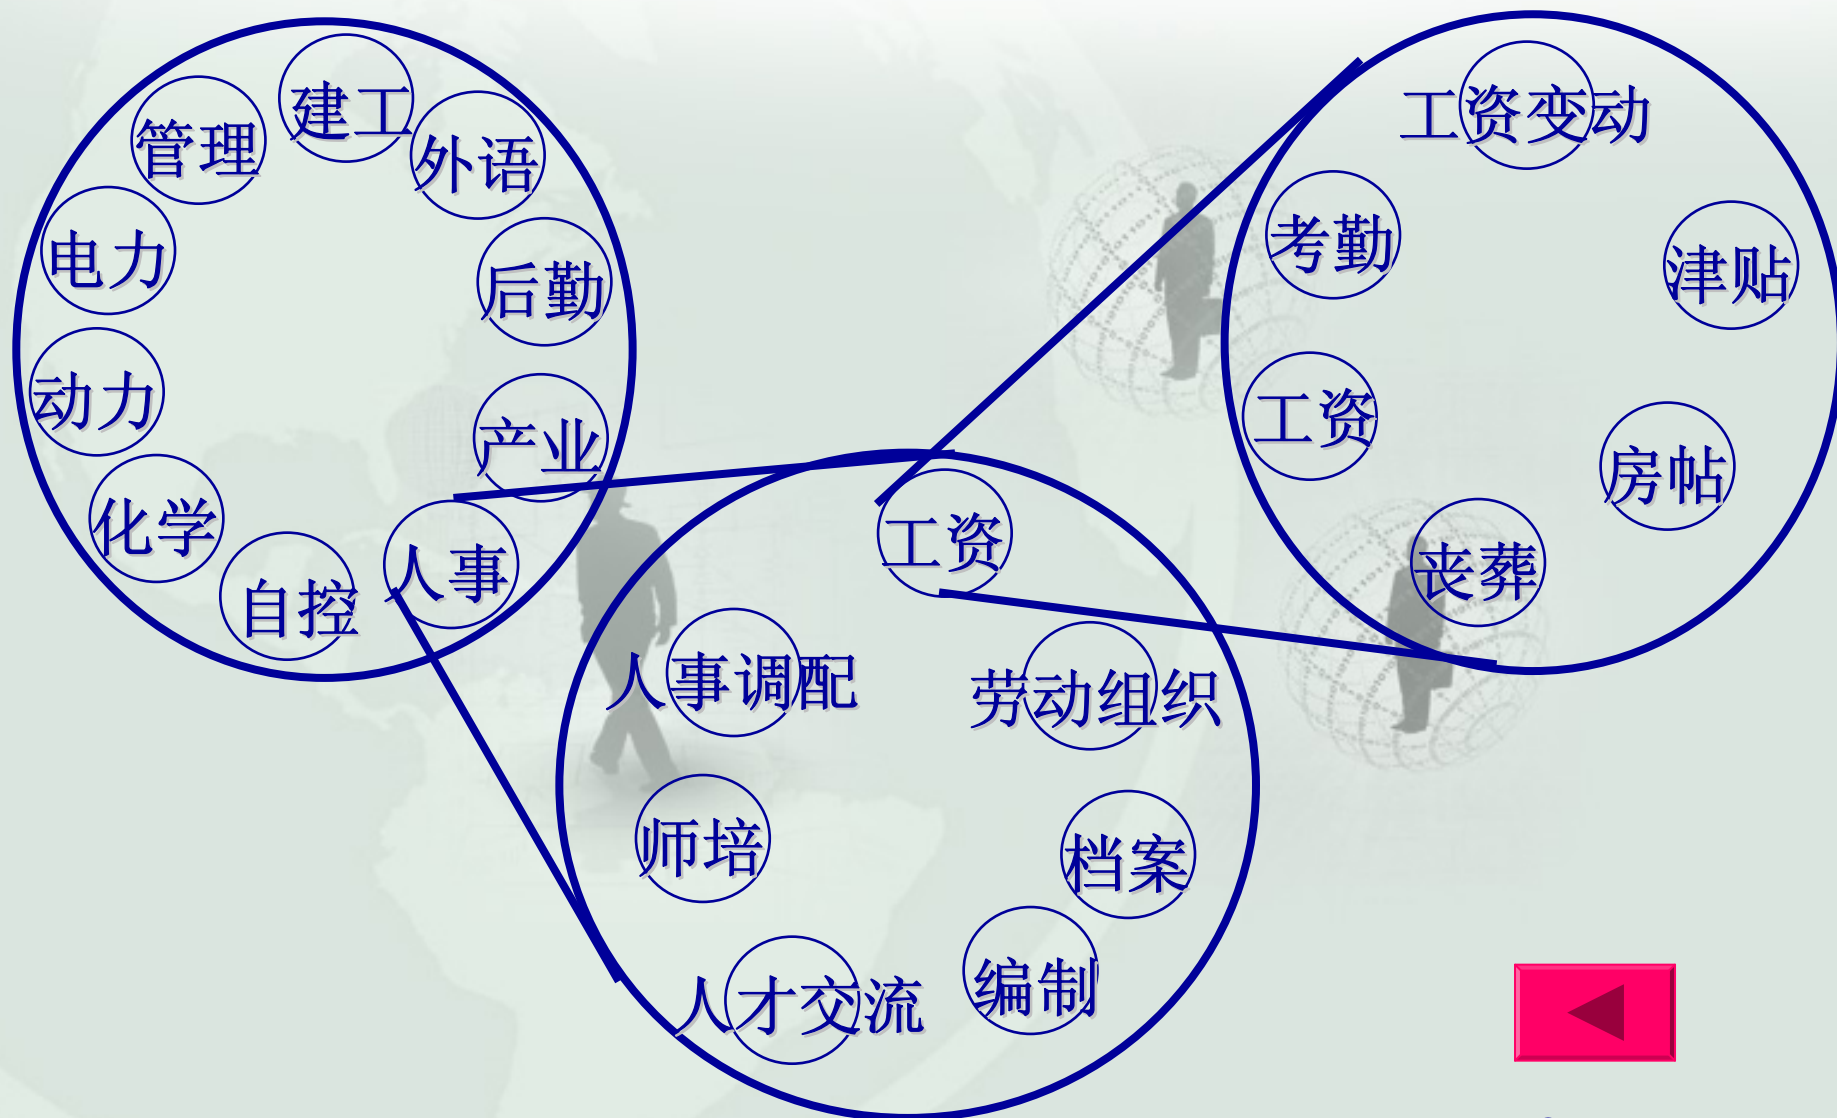 建工
管理
外语
电力
后勤
动力
产业
化学
人事
自控
工资
人事调配
劳动组织
师培
档案
编制
人才交流
工资变动
考勤
津贴
工资
房帖
丧葬